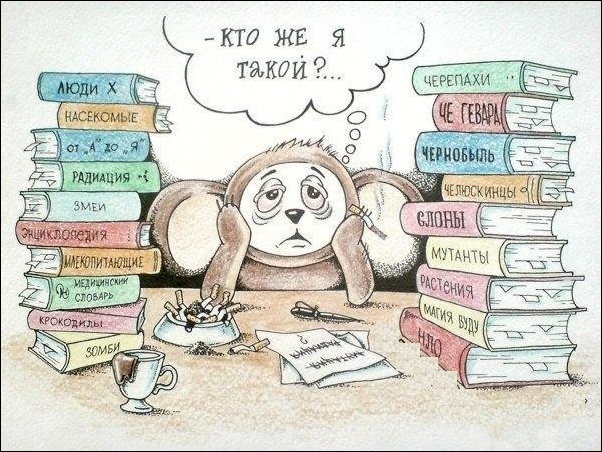 - КТО ЖЕ Я
ТАКОЙ?...
ЛЮДИ Х
НАСЕКОМЫЕ
от "А" до "Я"
РАДИАЦИЯ
ЗМЕИ
ЭНЦИКЛОПЕДИЯ
МЛЕКОПИТАЮЩИЕ
МЕДИЦИНСКИЙ
СЛОВАРЬ
КРОКОДИЛЫ
ЗОМБИ
ЧЕРЕПАХИ
ЧЕ ГЕВАРА
ЧЕРНОБЫЛЬ
ЧЕЛЮСКИНЦЫ
СЛОНЫ
МУТАНТЫ
РАСТЕНИЯ
МАГИЯ ВУДУ
НЛО